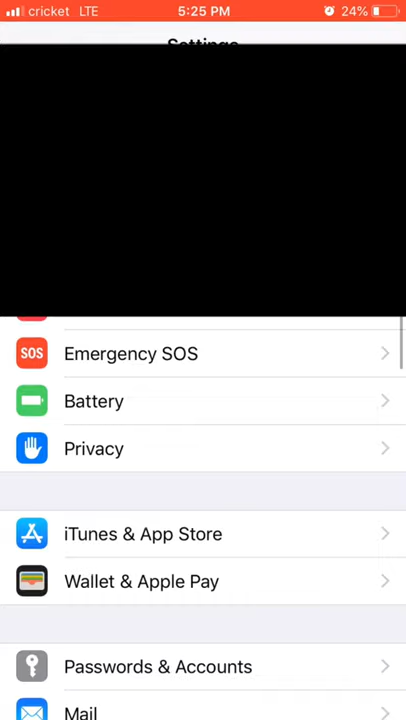 cricket LTE 5:25 PM 24%
Settings
SOS Emergency SOS
Battery
Privacy
iTunes & App Store
Wallet & Apple Pay
Passwords & Accounts
Mail